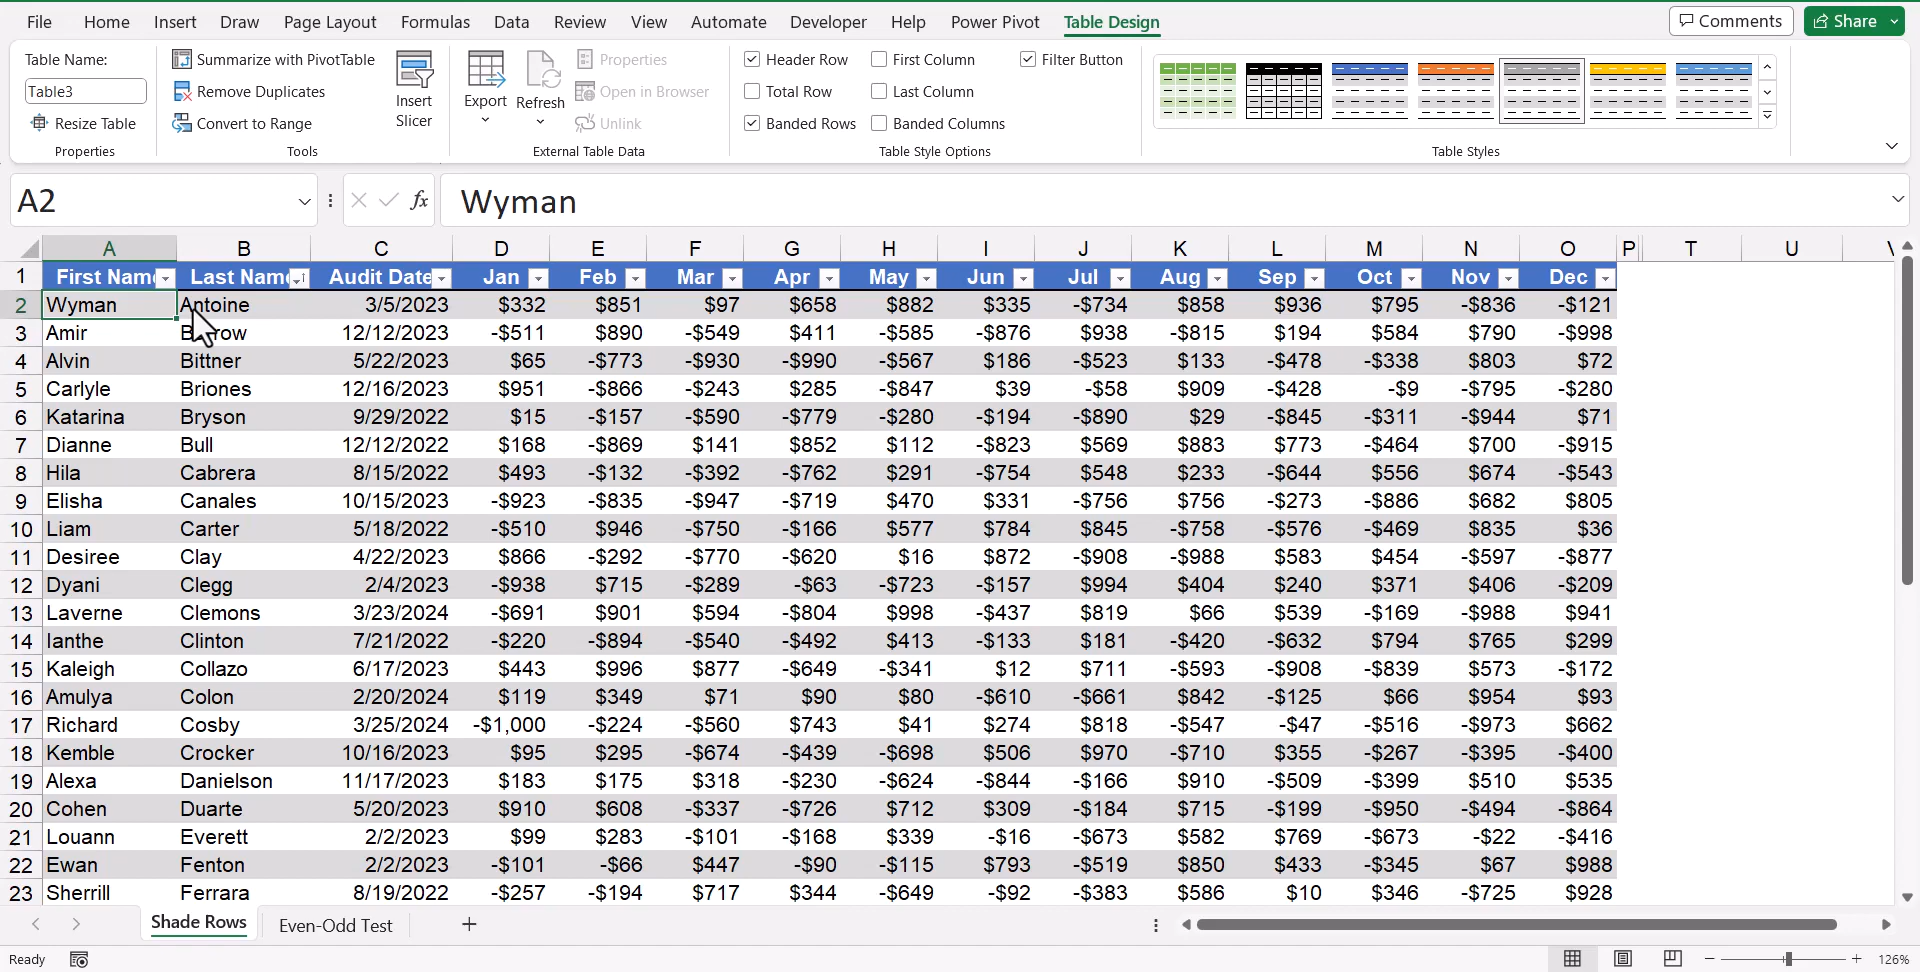 File Home Insert Draw Page Layout Formulas Data Review View Automate Developer Help Power Pivot Table Design Comments Share
Table Name:
Table3
Resize Table
Properties
Summarize with PivotTable
Remove Duplicates
Convert to Range
Tools
Insert
Slicer
Export Refresh
Properties
Open in Browser
Unlink
External Table Data
Header Row First Column Filter Button
Total Row Last Column
Banded Rows Banded Columns
Table Style Options
Table Styles
A2 fx Wyman
A B C D E F G H I J K L M N O P T U
1 First Name Last Name Audit Date Jan Feb Mar Apr May Jun Jul Aug Sep Oct Nov Dec
2 Wyman Antoine 3/5/2023 $332 $851 $97 $658 $882 $335 -$734 $858 $936 $795 -$836 -$121
3 Amir 12/12/2023 -$511 $890 -$549 $411 -$585 -$876 $938 -$815 $194 $584 $790 -$998
4 Alvin Bittner 5/22/2023 $65 -$773 -$930 -$990 -$567 $186 -$523 $133 -$478 -$338 $803 $72
5 Carlyle Briones 12/16/2023 $951 -$866 -$243 $285 -$847 $39 -$58 $909 -$428 -$9 -$795 -$280
6 Katarina Bryson 9/29/2022 $15 -$157 -$590 -$779 -$280 -$194 -$890 $29 -$845 -$311 -$944 $71
7 Dianne Bull 12/12/2022 $168 -$869 $141 $852 $112 -$823 $569 $883 $773 -$464 $700 -$915
8 Hila Cabrera 8/15/2022 $493 -$132 -$392 -$762 $291 -$754 $548 $233 -$644 $556 $674 -$543
9 Elisha Canales 10/15/2023 -$923 -$835 -$947 -$719 $470 $331 -$756 $756 -$273 -$886 $682 $805
10 Liam Carter 5/18/2022 -$510 $946 -$750 -$166 $577 $784 $845 -$758 -$576 -$469 $835 $36
11 Desiree Clay 4/22/2023 $866 -$292 -$770 -$620 $16 $872 -$908 -$988 $583 $454 -$597 -$877
12 Dyani Clegg 2/4/2023 -$938 $715 -$289 -$63 -$723 -$157 $994 $404 $240 $371 $406 -$209
13 Laverne Clemons 3/23/2024 -$691 $901 $594 -$804 $998 -$437 $819 $66 $539 -$169 -$988 $941
14 Ianthe Clinton 7/21/2022 -$220 -$894 -$540 -$492 $413 -$133 $181 -$420 -$632 $794 $765 $299
15 Kaleigh Collazo 6/17/2023 $443 $996 $877 -$649 -$341 $12 $711 -$593 -$908 -$839 $573 -$172
16 Amulya Colon 2/20/2024 $119 $349 $71 $90 $80 -$610 -$661 $842 -$125 $66 $954 $93
17 Richard Cosby 3/25/2024 -$1,000 -$224 -$560 $743 $41 $274 $818 -$547 -$47 -$516 -$973 $662
18 Kemble Crocker 10/16/2023 $95 $295 -$674 -$439 -$698 $506 $970 -$710 $355 -$267 -$395 -$400
19 Alexa Danielson 11/17/2023 $183 $175 $318 -$230 -$624 -$844 -$166 $910 -$509 -$399 $510 $535
20 Cohen Duarte 5/20/2023 $910 $608 -$337 -$726 $712 $309 -$184 $715 -$199 -$950 -$494 -$864
21 Louann Everett 2/2/2023 $99 $283 -$101 -$168 $339 -$16 -$673 $582 $769 -$673 -$22 -$416
22 Ewan Fenton 2/2/2023 -$101 -$66 $447 -$90 -$115 $793 -$519 $850 $433 -$345 $67 $988
23 Sherrill Ferrara 8/19/2022 -$257 -$194 $717 $344 -$649 -$92 -$383 $586 $10 $346 -$725 $928
Shade Rows Even-Odd Test
Ready 126%